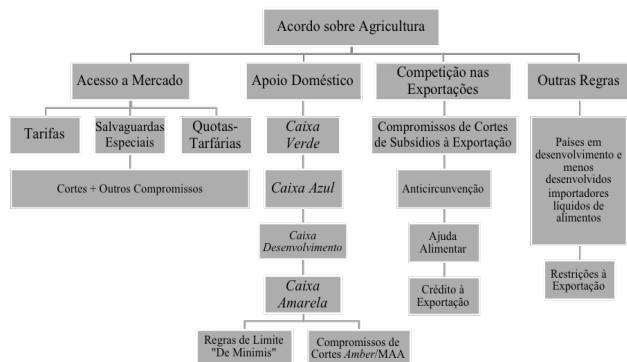 Acordo sobre Agricultura
Acesso a Mercado
Apoio Doméstico
Competição nas
Exportações
Outras Regras
Tarifas
Salvaguardas
Especiais
Quotas-
Tarfárias
Cortes + Outros Compromissos
Caixa
Verde
Caixa Azul
Caixa
Desenvolvimento
Caixa
Amarela
Regras de Limite
"De Minimis"
Compromissos de
Cortes Amber/MAA
Compromissos de Cortes
de Subsídios à Exportação
Anticircunvenção
Ajuda
Alimentar
Crédito à
Exportação
Países em
desenvolvimento e
menos
desenvolvidos
importadores
líquidos de
alimentos
Restrições à
Exportação